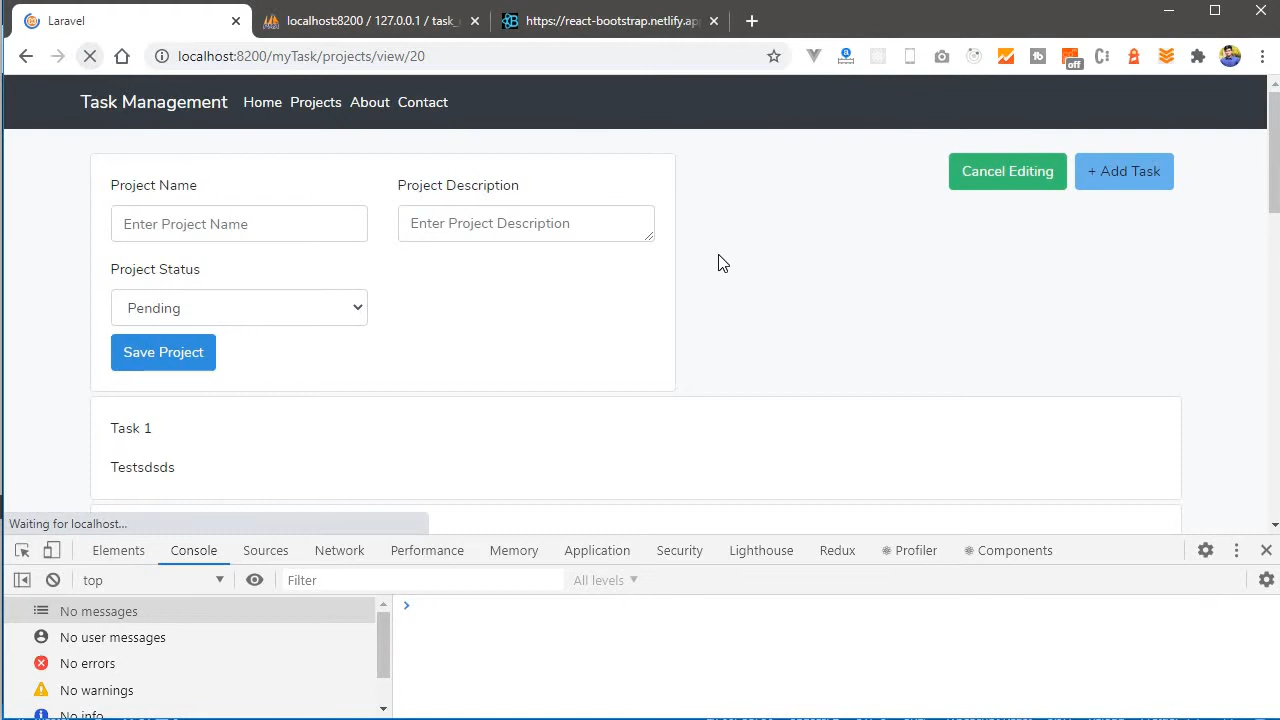 Laravel
localhost:8200 / 127.0.0.1 / task_
https://react-bootstrap.netlify.ap
localhost:8200/myTask/projects/view/20
off
Task Management Home Projects About Contact
Project Name
Project Description
Cancel Editing
+ Add Task
Enter Project Name
Enter Project Description
Project Status
Pending
Save Project
Task 1
Testsdsds
Waiting for localhost...
Elements Console Sources Network Performance Memory Application Security Lighthouse Redux Profiler Components
top
Filter
All levels
No messages
No user messages
No errors
No warnings
No info